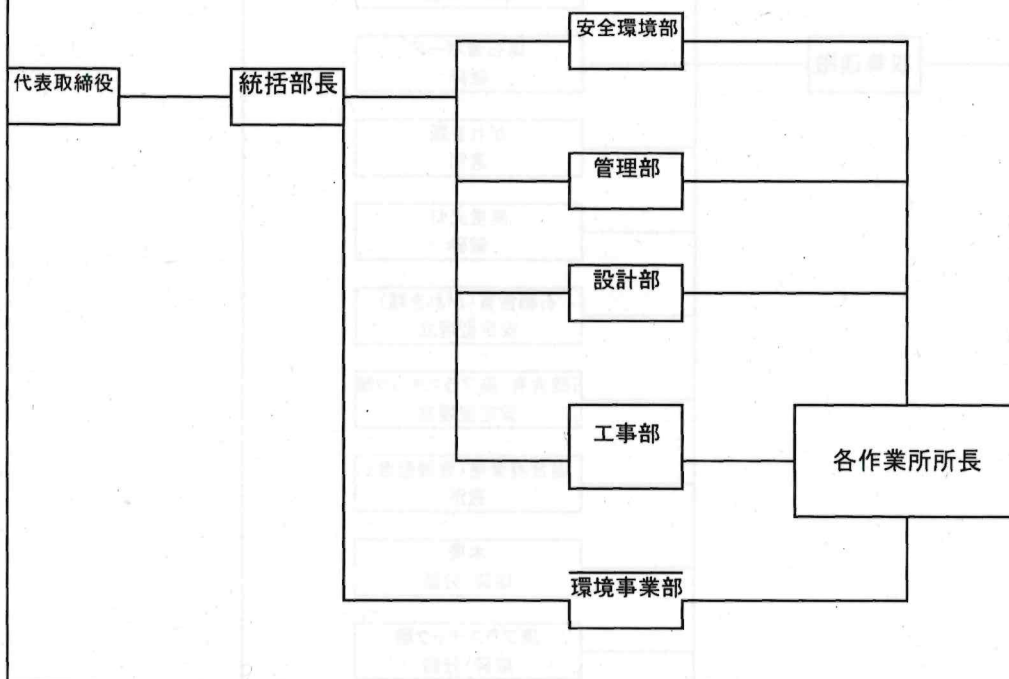 安全環境部
代表取締役
統括部長
管理部
設計部
工事部
各作業所所長
環境事業部